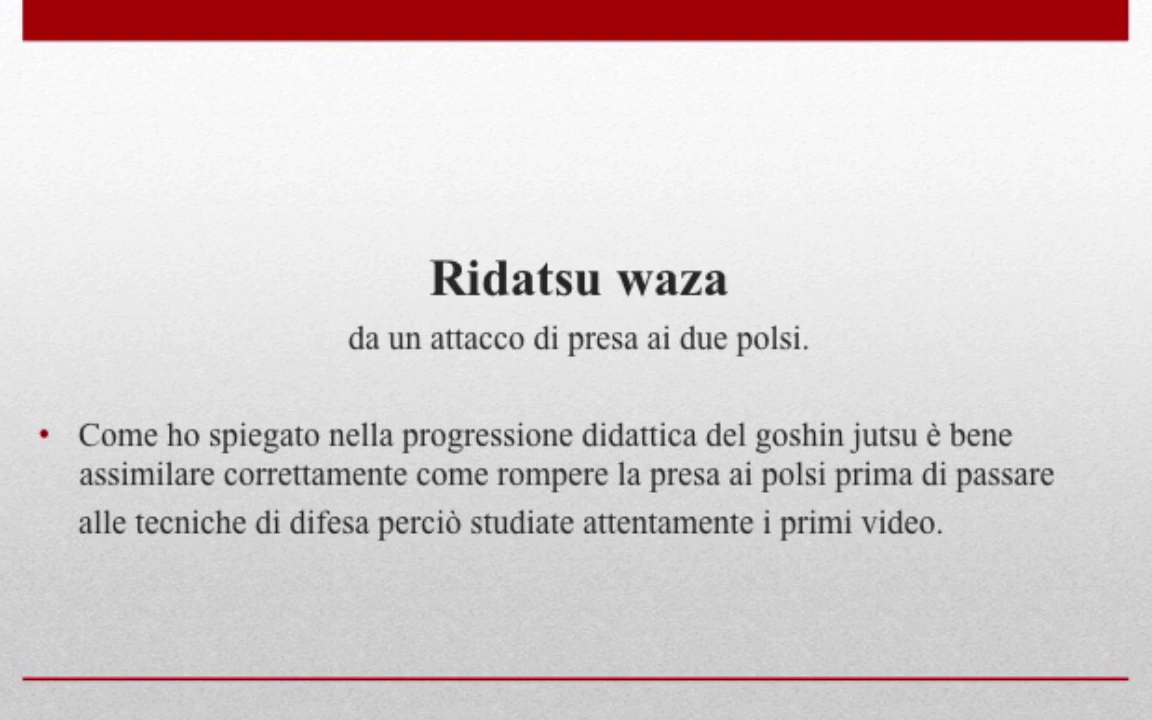 Ridatsu waza
da un attacco di presa ai due polsi.
• Come ho spiegato nella progressione didattica del goshin jutsu è bene
assimilare correttamente come rompere la presa ai polsi prima di passare
alle tecniche di difesa perciò studiate attentamente i primi video.